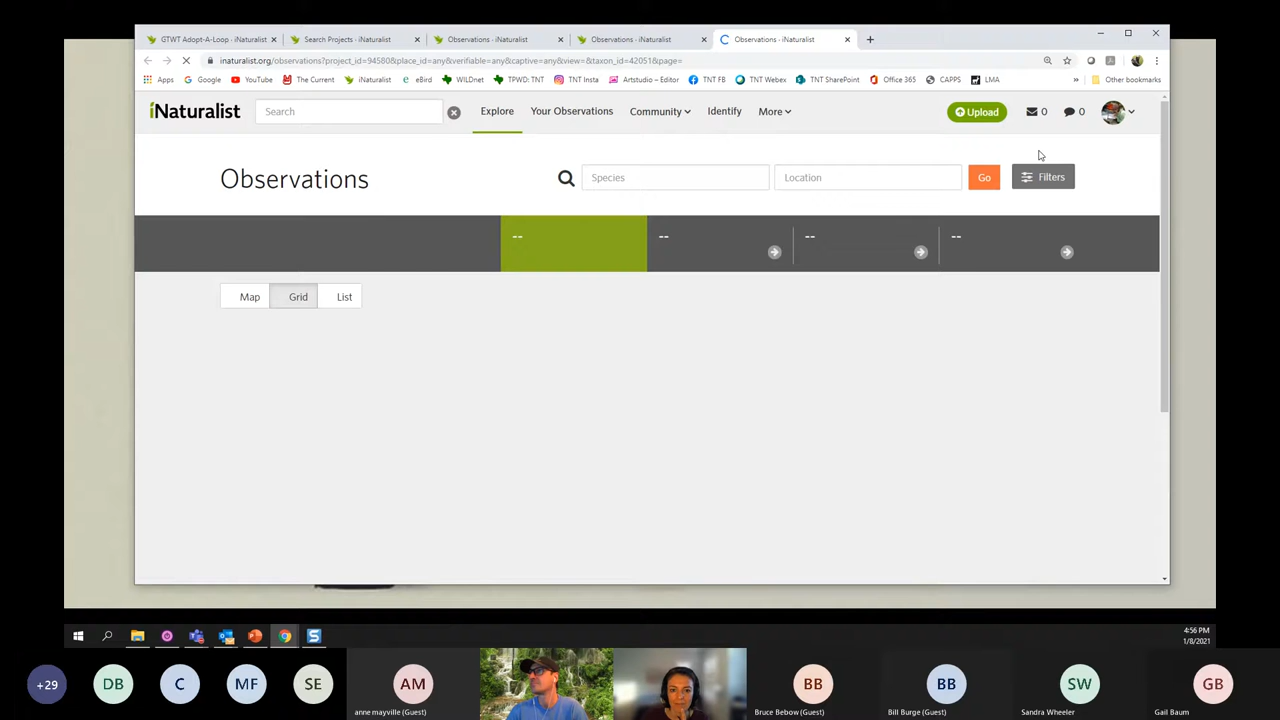 GTWT Adopt-A-Loop · iNaturalist
Search Projects · iNaturalist
Observations · iNaturalist
Observations · iNaturalist
Observations · iNaturalist
inaturalist.org/observations?project_id=94580&place_id=any&verifiable=any&captive=any&view=&taxon_id=42051&page=
Apps Google YouTube The Current iNaturalist eBird WILDnet TPWD: TNT TNT Insta Artstudio – Editor TNT FB TNT Webex TNT SharePoint Office 365 CAPPS LMA » Other bookmarks
iNaturalist Search Explore Your Observations Community Identify More Upload 0 0
Observations Species Location Go Filters
-- -- -- --
Map Grid List
4:56 PM
1/8/2021
+29 DB C MF SE AM BB BB SW GB
anne mayville (Guest) Bruce Bebow (Guest) Bill Burge (Guest) Sandra Wheeler Gail Baum